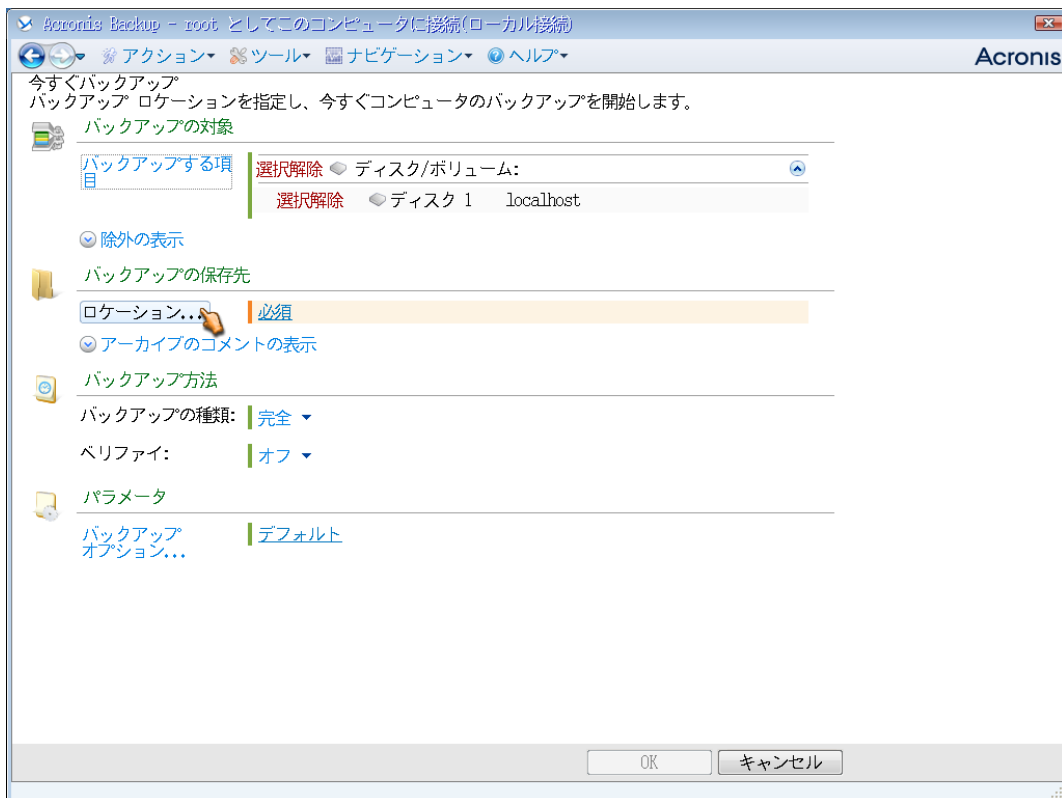 Acronis Backup - root としてこのコンピュータに接続(ローカル接続)
アクション ツール ナビゲーション ヘルプ
Acronis
今すぐバックアップ
バックアップ ロケーションを指定し、今すぐコンピュータのバックアップを開始します。
バックアップの対象
バックアップする項
目
選択解除 ディスク/ボリューム:
選択解除 ディスク 1 localhost
除外の表示
バックアップの保存先
ロケーション... 必須
アーカイブのコメントの表示
バックアップ方法
バックアップの種類: 完全
ベリファイ: オフ
パラメータ
バックアップ
オプション...
デフォルト
OK キャンセル